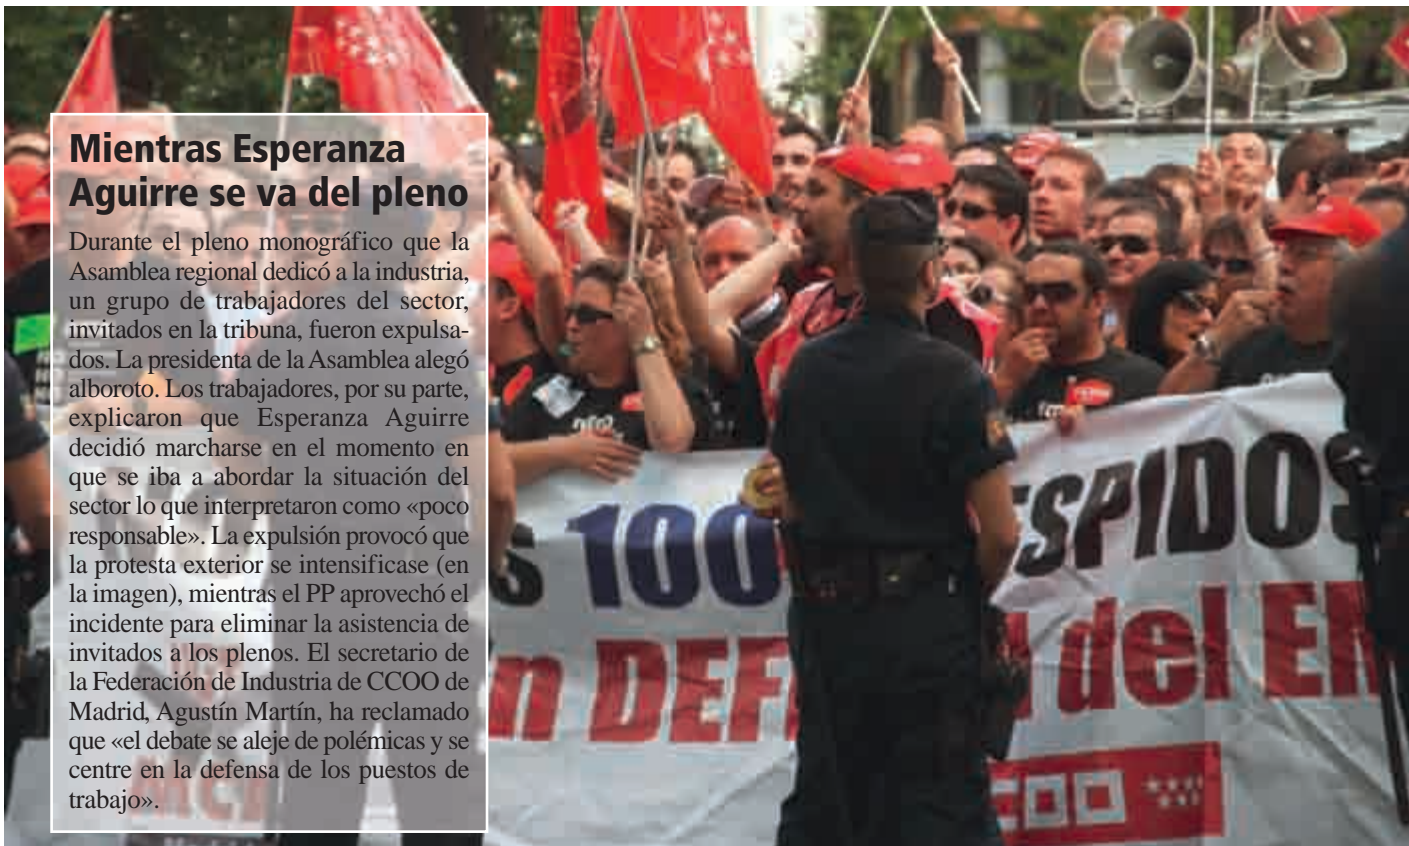 Mientras Esperanza
Aguirre se va del pleno
Durante el pleno monográfico que la
Asamblea regional dedicó a la industria,
un grupo de trabajadores del sector,
invitados en la tribuna, fueron expulsa-
dos. La presidenta de la Asamblea alegó
alboroto. Los trabajadores, por su parte,
explicaron que Esperanza Aguirre
decidió marcharse en el momento en
que se iba a abordar la situación del
sector lo que interpretaron como «poco
responsable». La expulsión provocó que
la protesta exterior se intensificase (en
la imagen), mientras el PP aprovechó el
incidente para eliminar la asistencia de
invitados a los plenos. El secretario de
la Federación de Industria de CCOO de
Madrid, Agustín Martín, ha reclamado
que «el debate se aleje de polémicas y se
centre en la defensa de los puestos de
trabajo».
S 100 ESPIDOS
n DEF del EM
COO
MCA